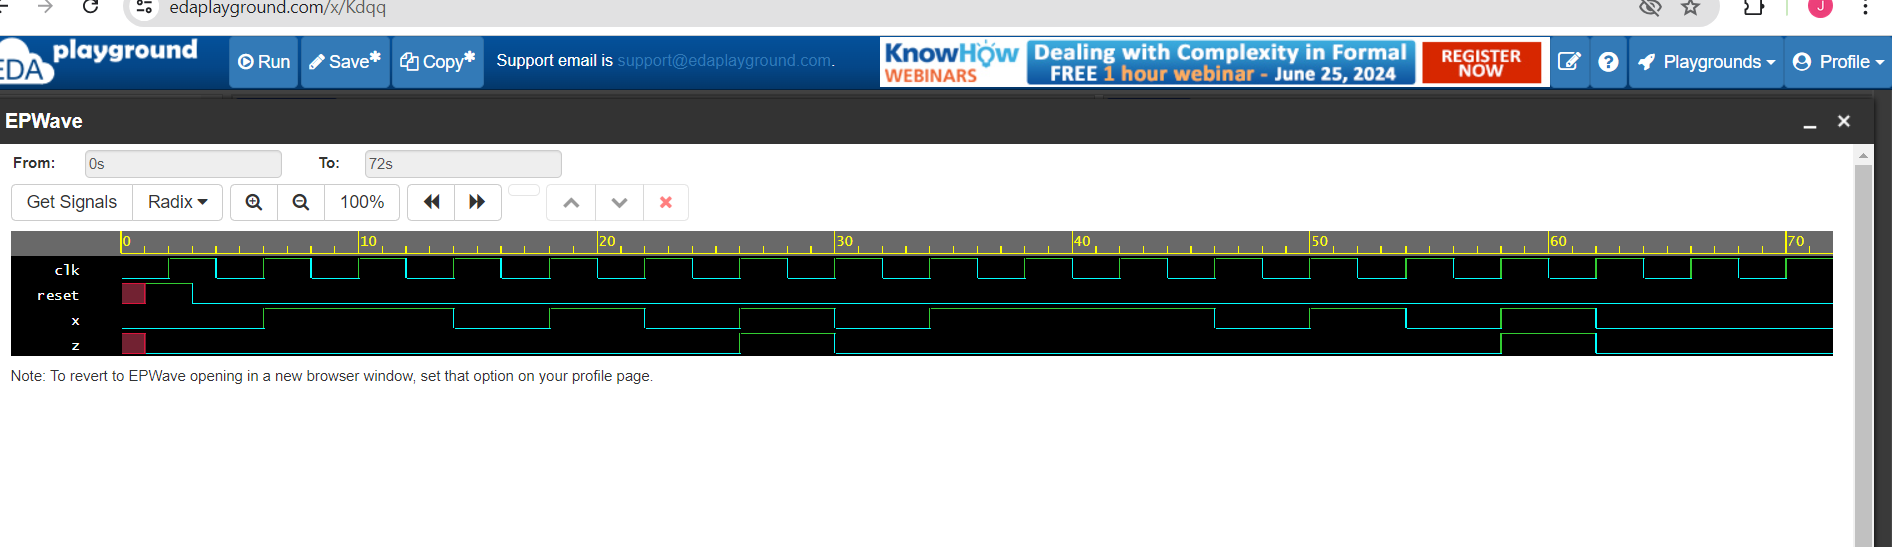 edaplayground.com/x/Kdqq
J
EDA playground
Run
Save*
Copy*
Support email is support@edaplayground.com.
KnowHow WEBINARS
Dealing with Complexity in Formal
FREE 1 hour webinar - June 25, 2024
REGISTER NOW
Playgrounds
Profile
EPWave
From: 0s To: 72s
Get Signals Radix 100%
0 10 20 30 40 50 60 70
clk
reset
x
z
Note: To revert to EPWave opening in a new browser window, set that option on your profile page.